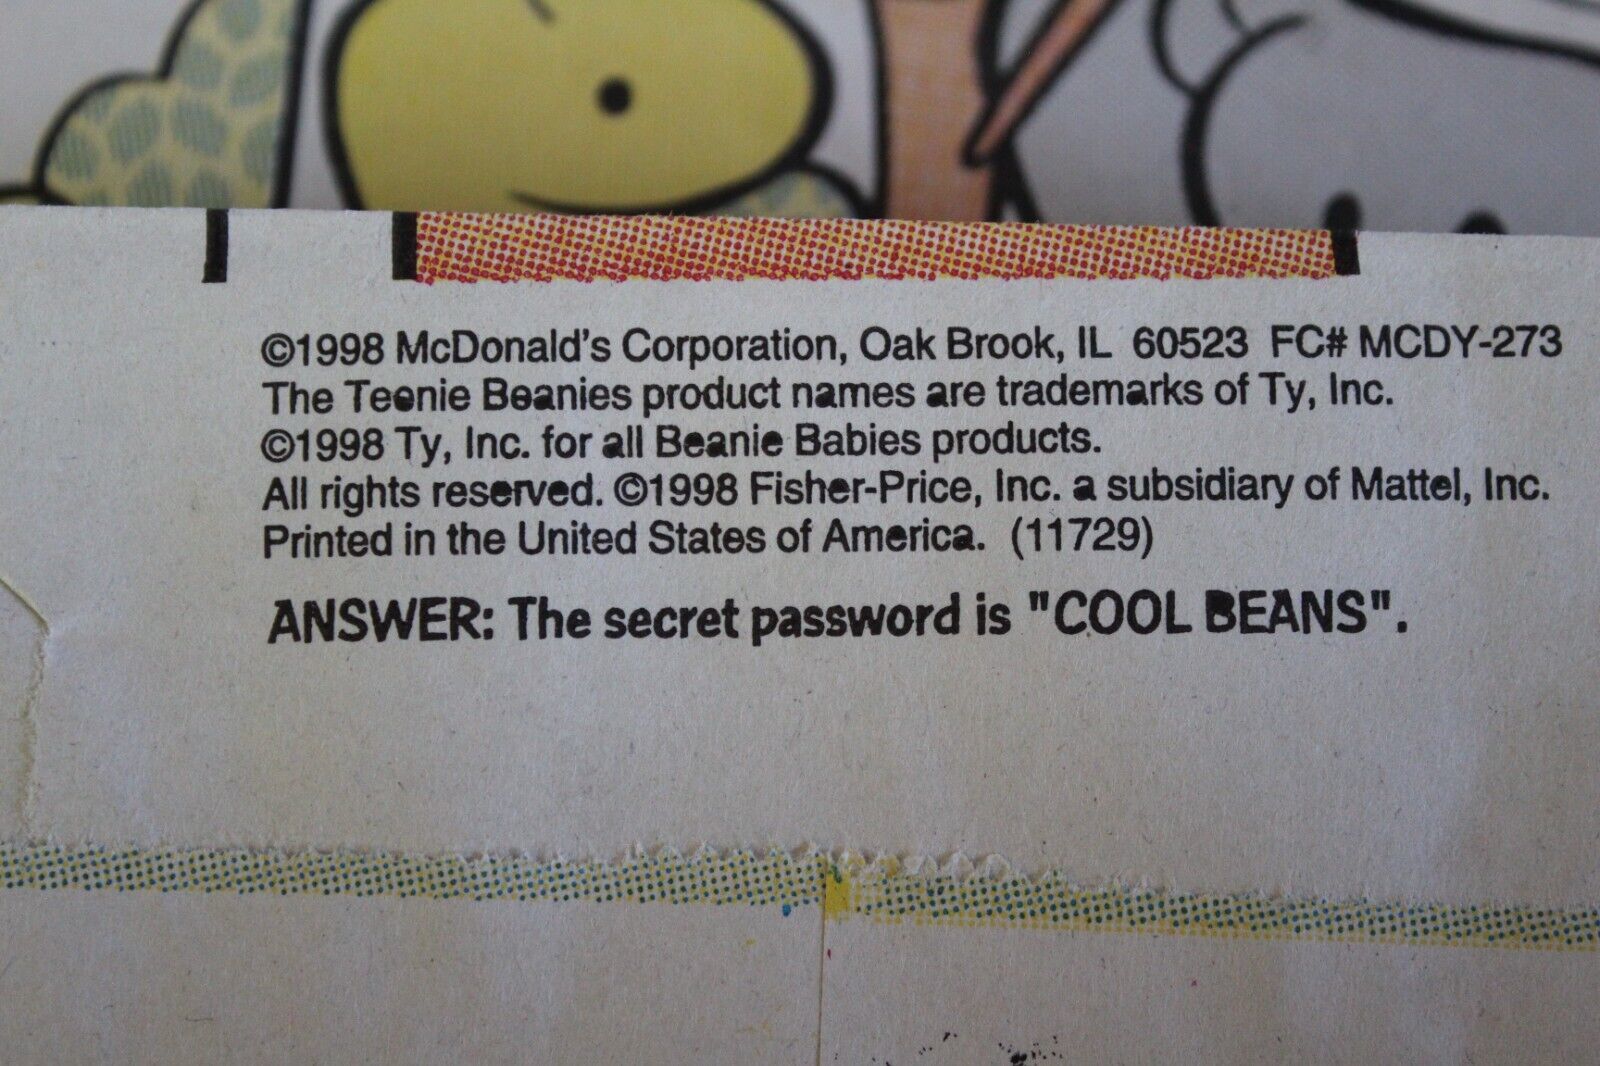 ©1998 McDonald's Corporation, Oak Brook, IL 60523 FC# MCDY-273
The Teenie Beanies product names are trademarks of Ty, Inc.
©1998 Ty, Inc. for all Beanie Babies products.
All rights reserved. ©1998 Fisher-Price, Inc. a subsidiary of Mattel, Inc.
Printed in the United States of America. (11729)
ANSWER: The secret password is "COOL BEANS".